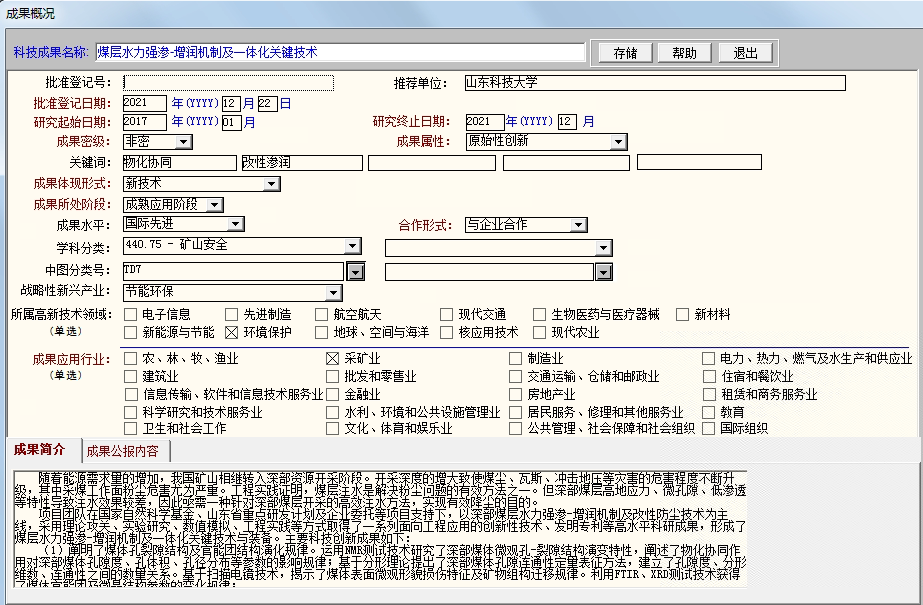 成果概况
科技成果名称: 煤层水力强渗-增润机制及一体化关键技术 存储 帮助 退出
批准登记号: 推荐单位: 山东科技大学
批准登记日期: 2021 年(YYYY) 12 月 22 日
研究起始日期: 2017 年(YYYY) 01 月 研究终止日期: 2021 年(YYYY) 12 月
成果密级: 非密 成果属性: 原始性创新
关键词: 物化协同 改性渗润
成果体现形式: 新技术
成果所处阶段: 成熟应用阶段
成果水平: 国际先进 合作形式: 与企业合作
学科分类: 440.75 - 矿山安全
中图分类号: TD7
战略性新兴产业: 节能环保
所属高新技术领域: 电子信息 先进制造 航空航天 现代交通 生物医药与医疗器械 新材料
(单选) 新能源与节能 环境保护 地球、空间与海洋 核应用技术 现代农业
成果应用行业: 农、林、牧、渔业 采矿业 制造业 电力、热力、燃气及水生产和供应业
(单选) 建筑业 批发和零售业 交通运输、仓储和邮政业 住宿和餐饮业
信息传输、软件和信息技术服务业 金融业 房地产业 租赁和商务服务业
科学研究和技术服务业 水利、环境和公共设施管理业 居民服务、修理和其他服务业 教育
卫生和社会工作 文化、体育和娱乐业 公共管理、社会保障和社会组织 国际组织
成果简介 成果公报内容
随着能源需求量的增加，我国矿山相继转入深部资源开采阶段。开采深度的增大致使煤尘、瓦斯、冲击地压等灾害的危害程度不断升
级，其中采煤工作面粉尘危害尤为严重。工程实践证明，煤层注水是解决粉尘问题的有效方法之一。但深部煤层高地应力、微孔隙、低渗透
等特性导致注水效果较差，因此亟需一种针对深部煤层开采的高效注水方法，实现有效降尘的目的。
项目团队在国家自然科学基金、山东省重点研发计划及企业委托等项目支持下，以深部煤层水力强渗-增润机制及改性防尘技术为主
线，采用理论攻关、实验研究、数值模拟、工程实践等方式取得了一系列面向工程应用的创新性技术、发明专利等高水平科研成果，形成了
煤层水力强渗-增润机制及一体化关键技术与装备。主要科技创新成果如下：
（1）阐明了煤体孔裂隙结构及官能团结构演化规律。运用NMR测试技术研究了深部煤体微观孔-裂隙结构演变特性，阐述了物化协同作
用对深部煤体孔隙度、孔体积、孔径分布等参数的影响规律；基于分形理论提出了深部煤体孔隙连通性定量表征方法，建立了孔隙度、分形
维数、连通性之间的数量关系。基于扫描电镜技术，揭示了煤体表面微观形貌损伤特征及矿物组构迁移规律。利用FTIR、XRD测试技术获得
了煤体官能团及微晶结构参数的变化规律；